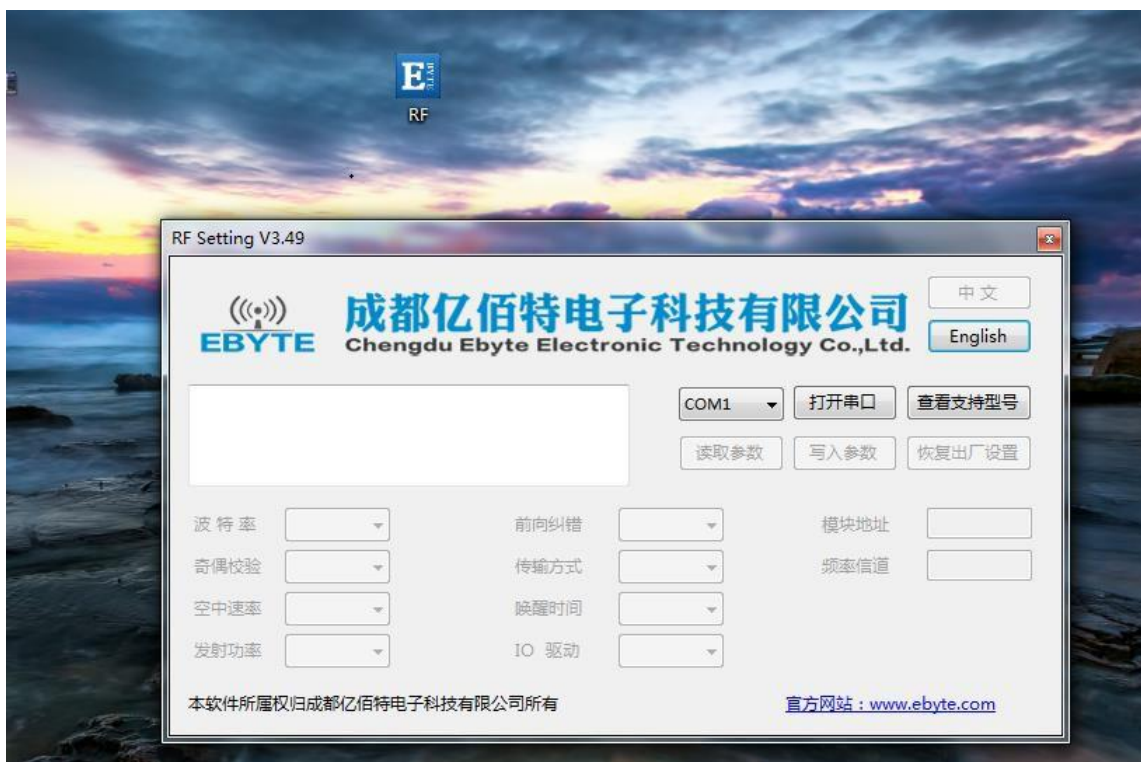 E BYTE
RF
RF Setting V3.49
中 文
成都亿佰特电子科技有限公司
EBYTE Chengdu Ebyte Electronic Technology Co.,Ltd.
English
COM1 打开串口 查看支持型号
读取参数 写入参数 恢复出厂设置
波 特 率 前向纠错 模块地址
奇偶校验 传输方式 频率信道
空中速率 唤醒时间
发射功率 IO 驱动
本软件所属权归成都亿佰特电子科技有限公司所有 官方网站：www.ebyte.com